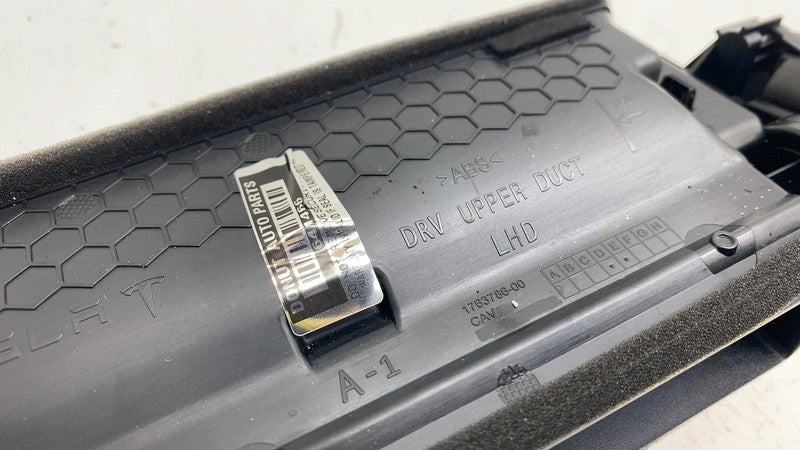 >ABS<
DRV UPPER DUCT
LHD
A B C D E F G H
1763786-00
CAV
DONUT AUTO PARTS
A-1